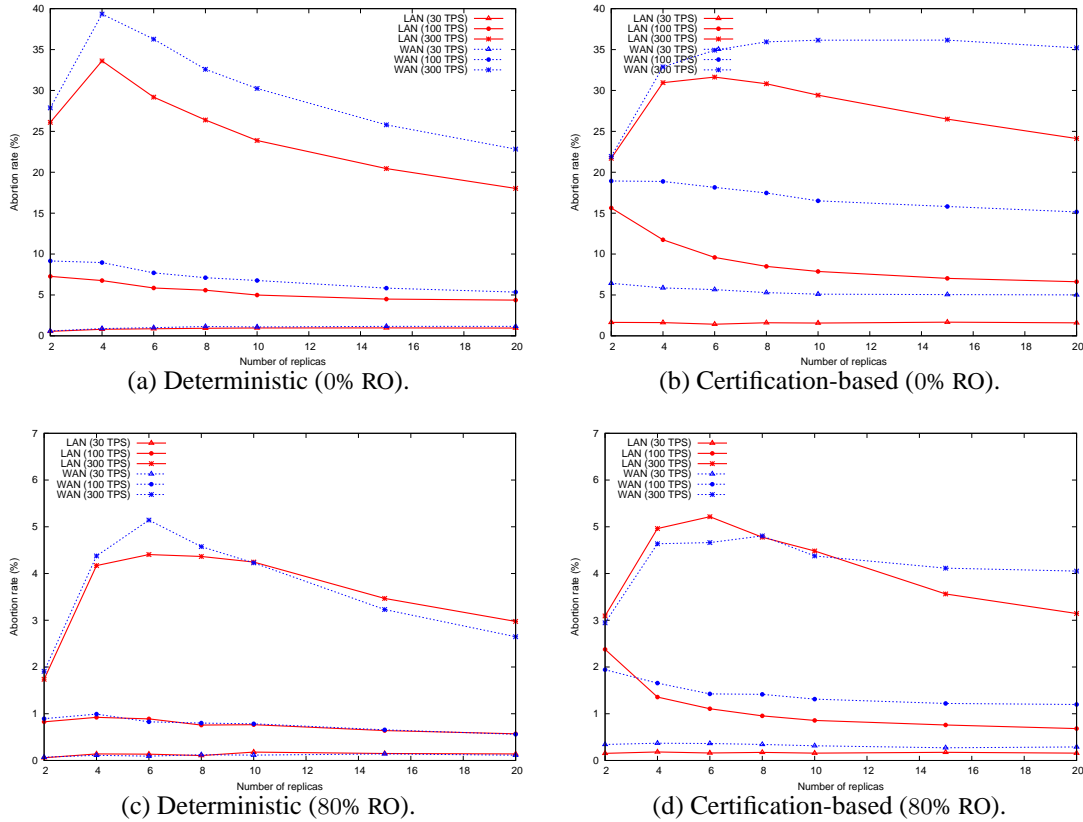 LAN (30 TPS)
LAN (100 TPS)
LAN (300 TPS)
WAN (30 TPS)
WAN (100 TPS)
WAN (300 TPS)
40
35
30
25
20
15
10
5
0
Abortion rate (%)
2 4 6 8 10 12 14 16 18 20
Number of replicas
(a) Deterministic (0% RO).
LAN (30 TPS)
LAN (100 TPS)
LAN (300 TPS)
WAN (30 TPS)
WAN (100 TPS)
WAN (300 TPS)
40
35
30
25
20
15
10
5
0
Abortion rate (%)
2 4 6 8 10 12 14 16 18 20
Number of replicas
(b) Certification-based (0% RO).
LAN (30 TPS)
LAN (100 TPS)
LAN (300 TPS)
WAN (30 TPS)
WAN (100 TPS)
WAN (300 TPS)
7
6
5
4
3
2
1
0
Abortion rate (%)
2 4 6 8 10 12 14 16 18 20
Number of replicas
(c) Deterministic (80% RO).
LAN (30 TPS)
LAN (100 TPS)
LAN (300 TPS)
WAN (30 TPS)
WAN (100 TPS)
WAN (300 TPS)
7
6
5
4
3
2
1
0
Abortion rate (%)
2 4 6 8 10 12 14 16 18 20
Number of replicas
(d) Certification-based (80% RO).